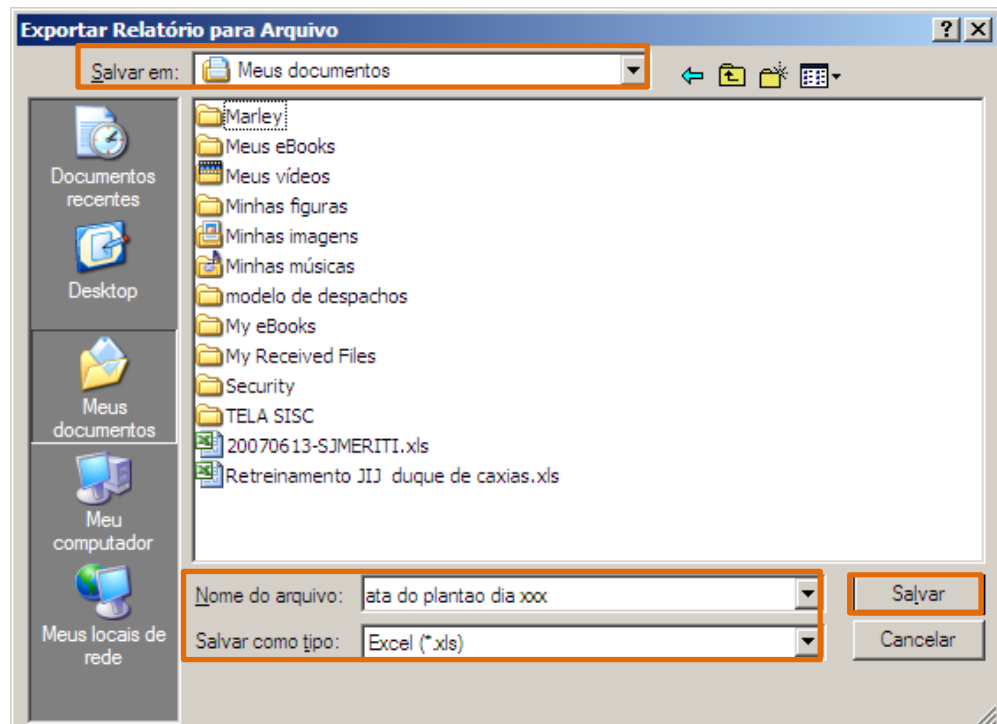 Exportar Relatório para Arquivo
Salvar em:
Meus documentos
Documentos
recentes
Desktop
Meus
documentos
Meu
computador
Meus locais de
rede
Marley
Meus eBooks
Meus vídeos
Minhas figuras
Minhas imagens
Minhas músicas
modelo de despachos
My eBooks
My Received Files
Security
TELA SISC
20070613-SJMERITI.xls
Retreinamento JIJ duque de caxias.xls
Nome do arquivo: ata do plantao dia xxx
Salvar
Salvar como tipo: Excel (*.xls)
Cancelar